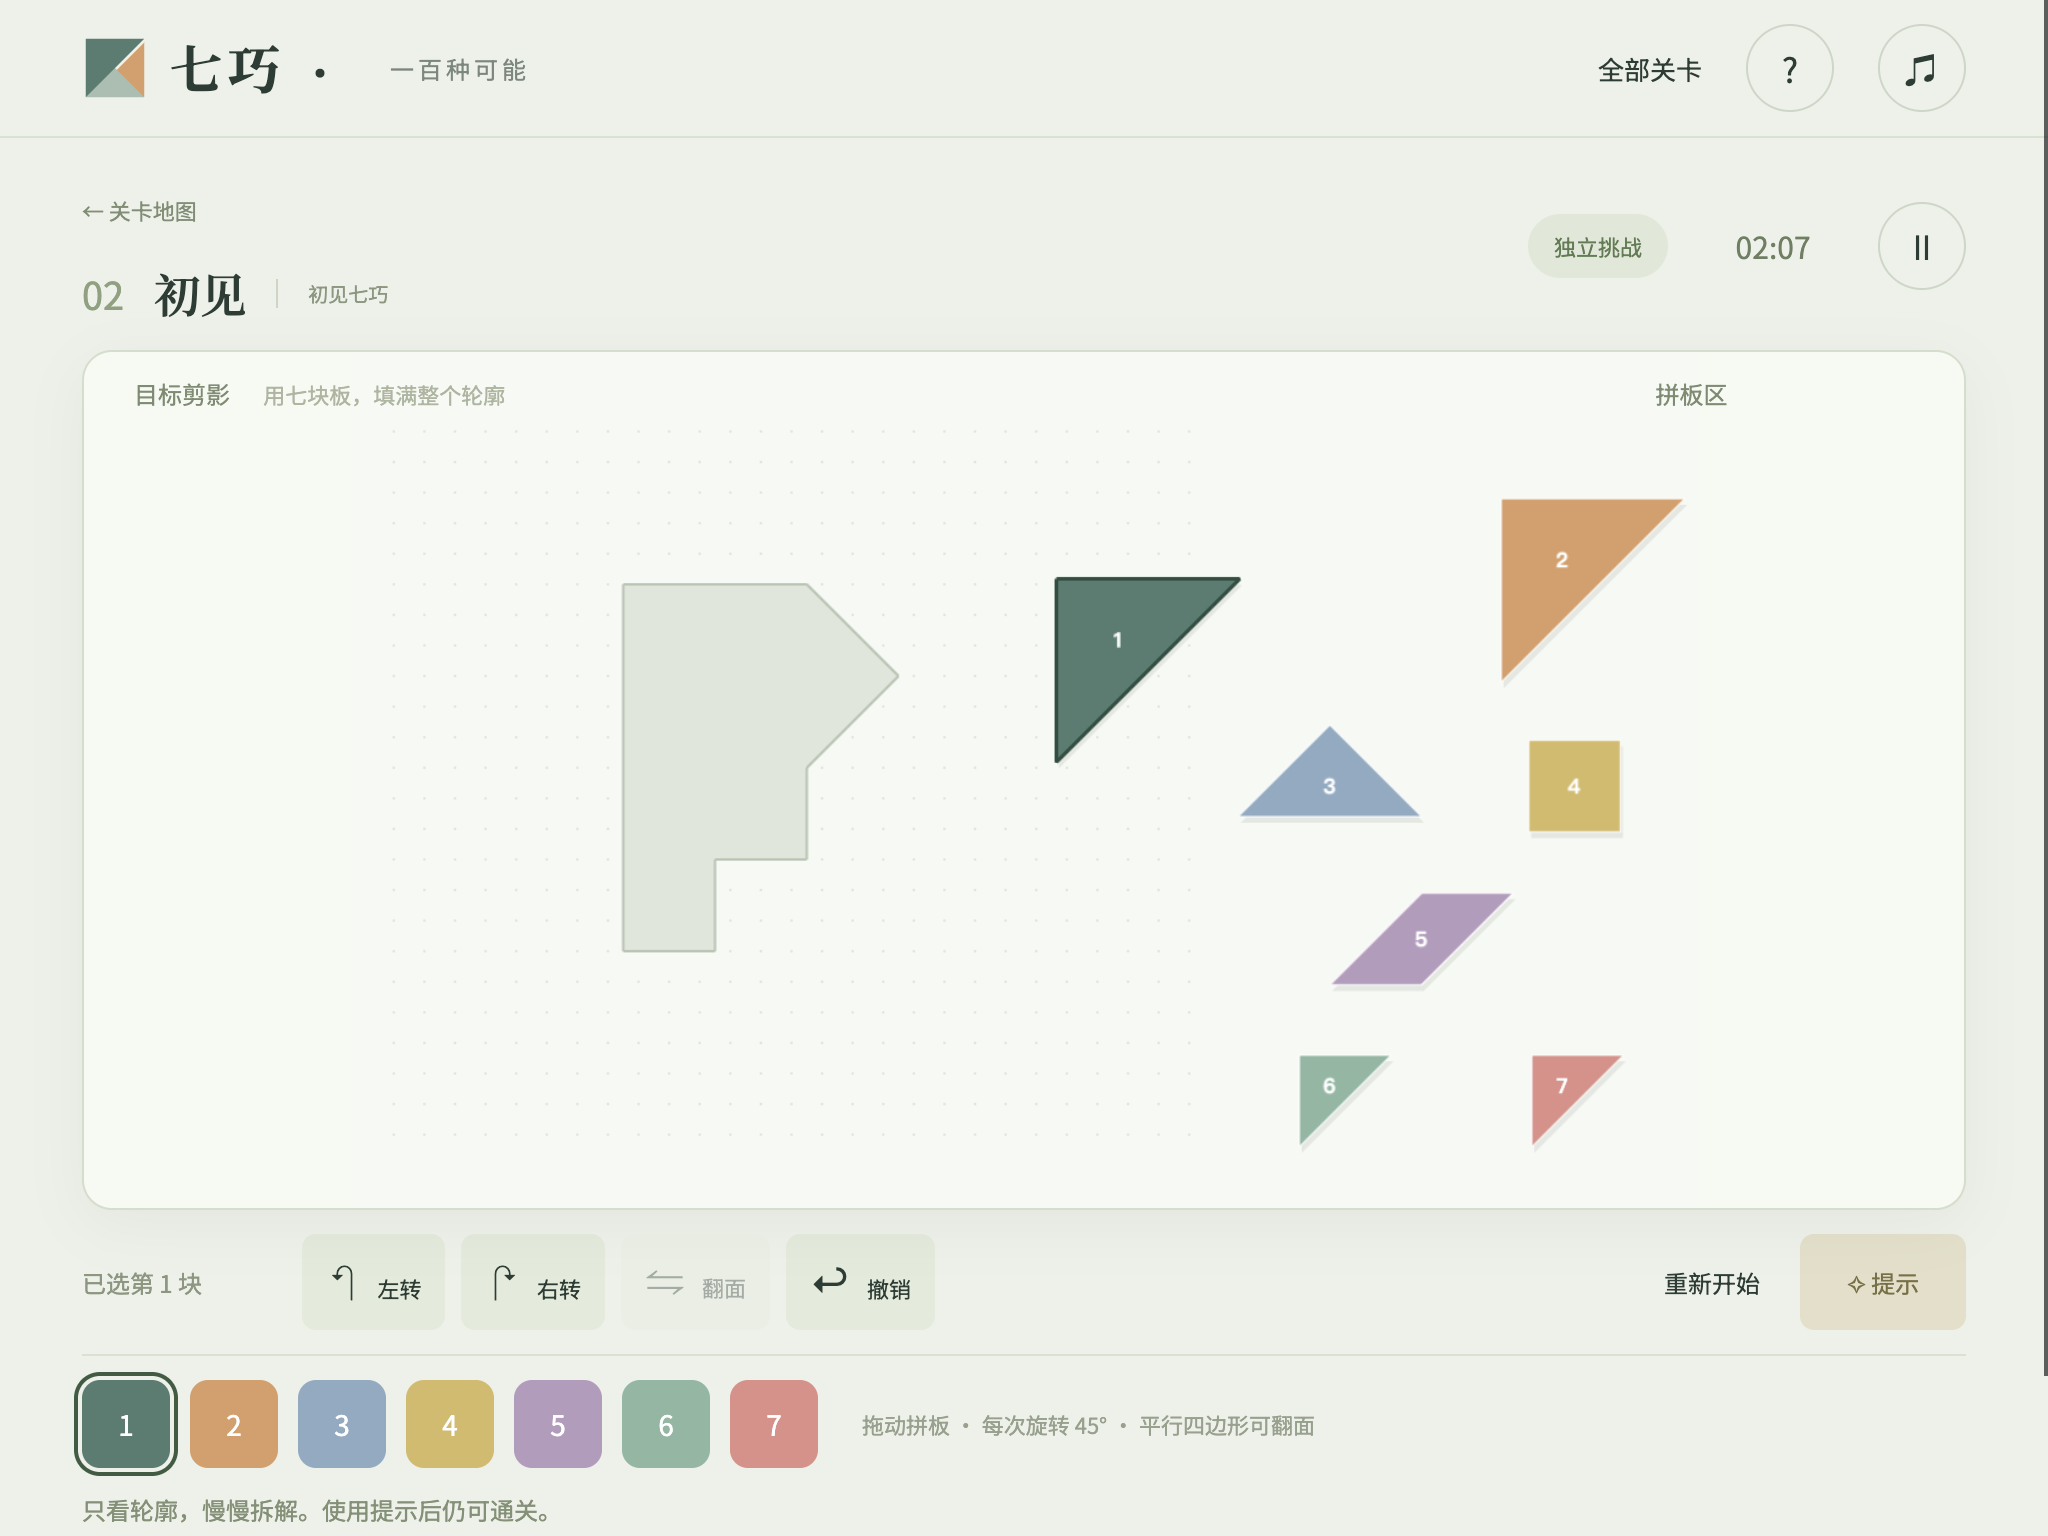 七巧 · 一百种可能 全部关卡 ?
← 关卡地图
独立挑战 02:07
02 初见 初见七巧
目标剪影 用七块板，填满整个轮廓 拼板区
2
1
3 4
5
6 7
已选第 1 块 左转 右转 翻面 撤销 重新开始 ✧ 提示
1 2 3 4 5 6 7 拖动拼板 · 每次旋转 45° · 平行四边形可翻面
只看轮廓，慢慢拆解。使用提示后仍可通关。